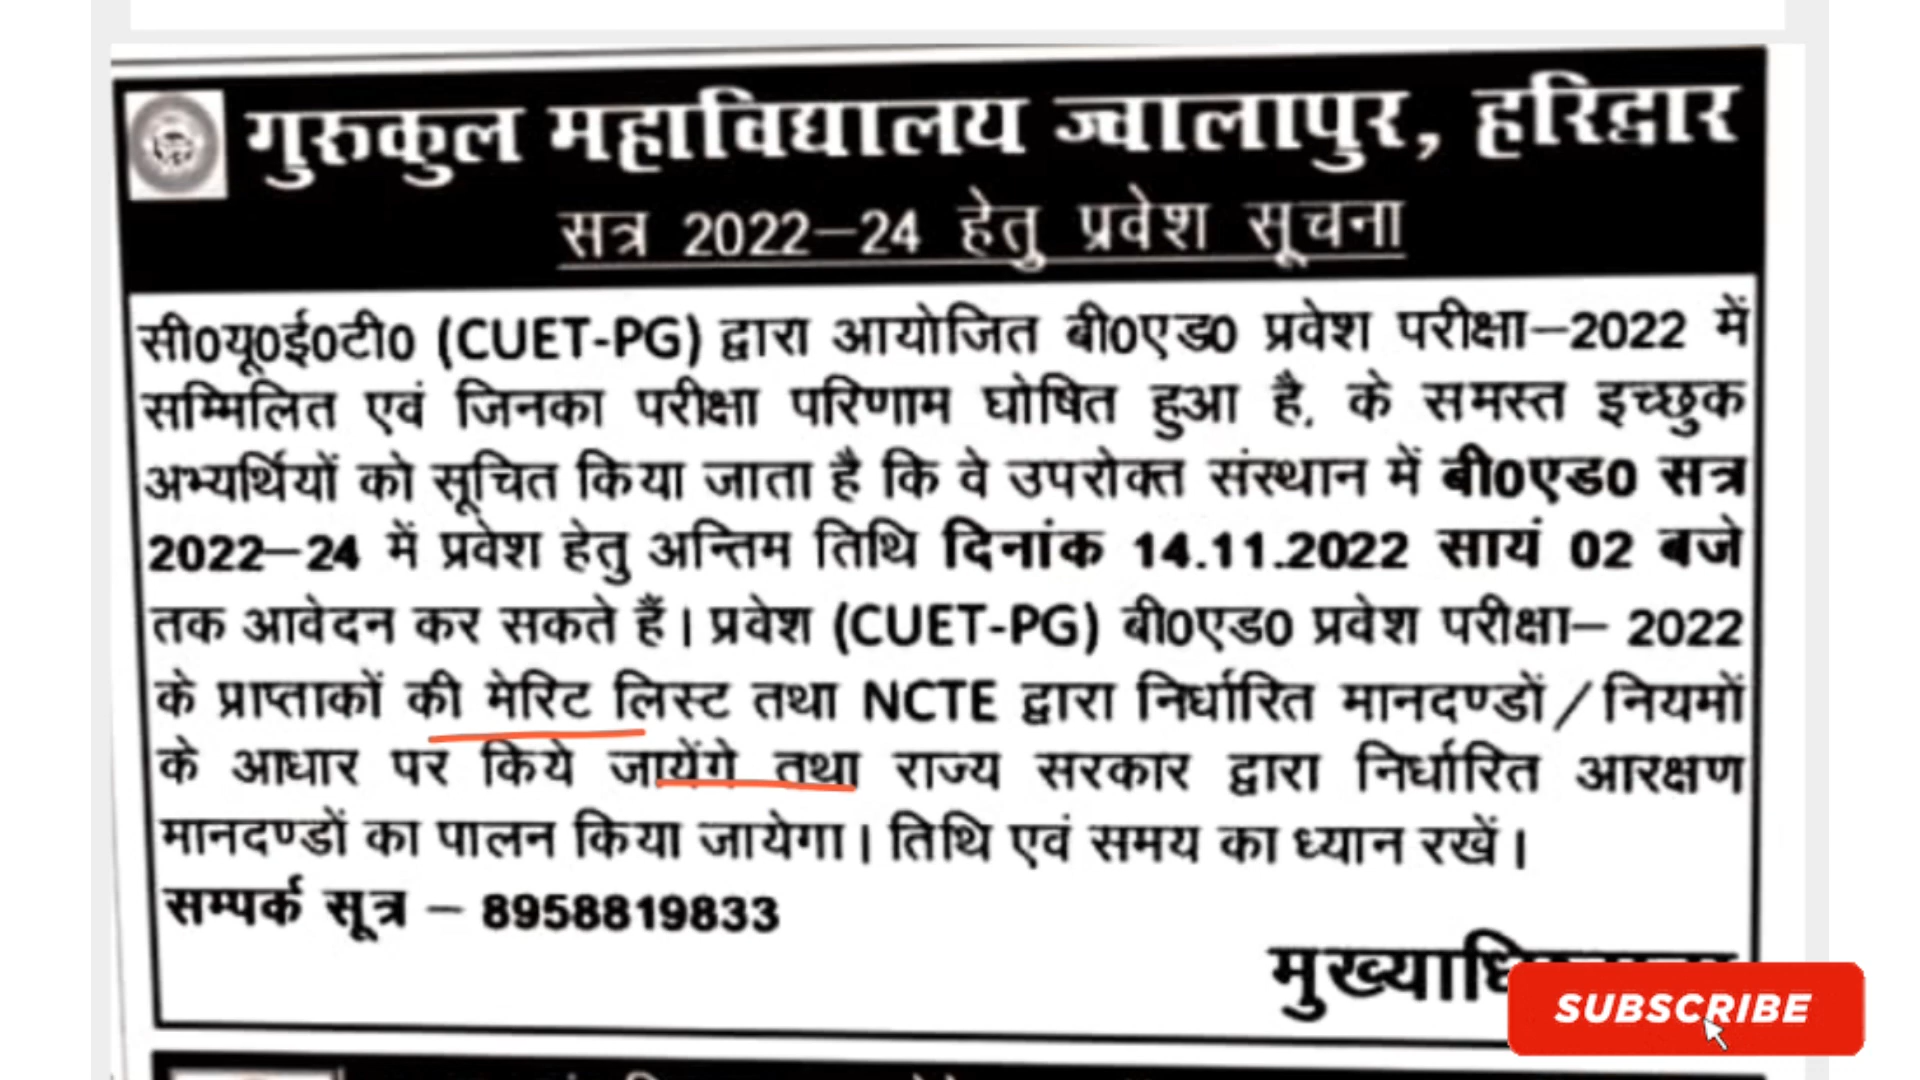 गुरुकुल महाविद्यालय ज्वालापुर, हरिद्वार
सत्र 2022–24 हेतु प्रवेश सूचना
सी0यू0ई0टी0 (CUET-PG) द्वारा आयोजित बी0एड0 प्रवेश परीक्षा–2022 में
सम्मिलित एवं जिनका परीक्षा परिणाम घोषित हुआ है, के समस्त इच्छुक
अभ्यर्थियों को सूचित किया जाता है कि वे उपरोक्त संस्थान में बी0एड0 सत्र
2022–24 में प्रवेश हेतु अन्तिम तिथि दिनांक 14.11.2022 सायं 02 बजे
तक आवेदन कर सकते हैं। प्रवेश (CUET-PG) बी0एड0 प्रवेश परीक्षा– 2022
के प्राप्ताकों की मेरिट लिस्ट तथा NCTE द्वारा निर्धारित मानदण्डों/नियमों
के आधार पर किये जायेंगे तथा राज्य सरकार द्वारा निर्धारित आरक्षण
मानदण्डों का पालन किया जायेगा। तिथि एवं समय का ध्यान रखें।
सम्पर्क सूत्र – 8958819833
SUBSCRIBE